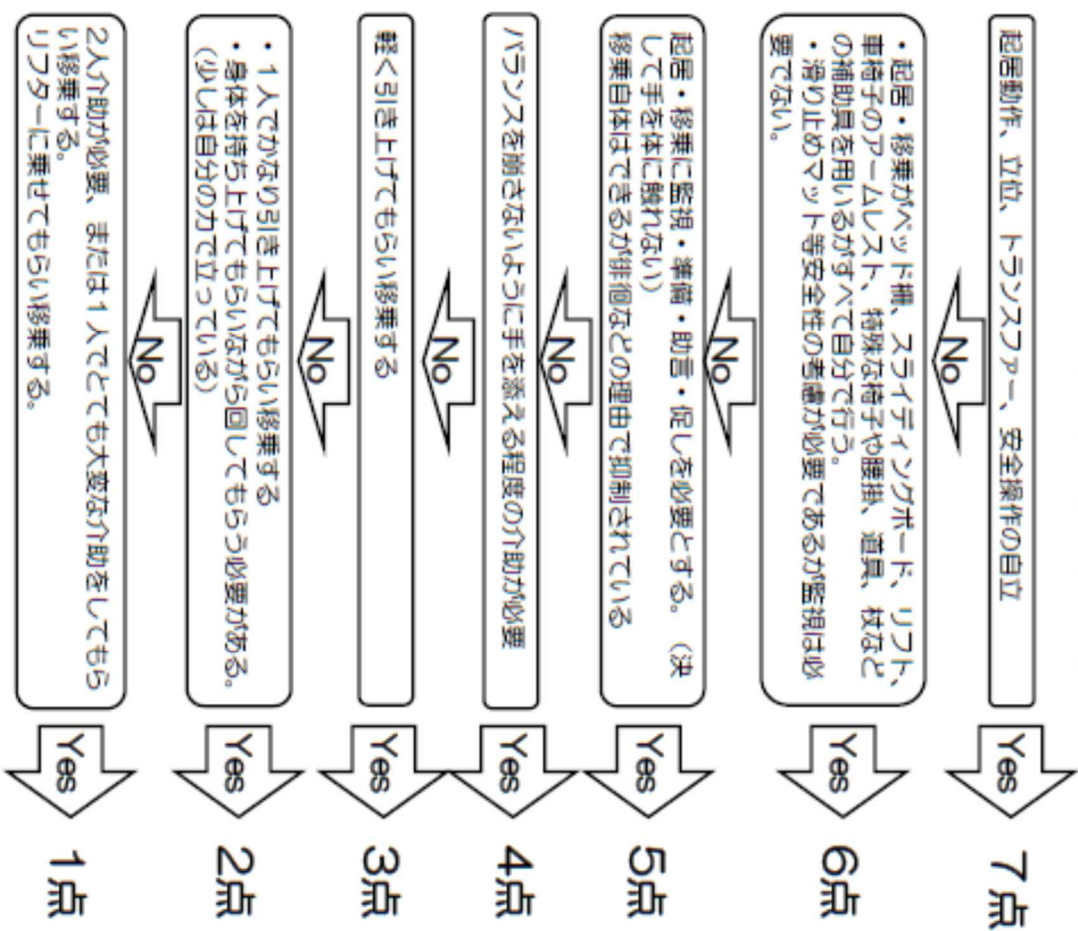 起居動作、立位、トランスファー、安全操作の自立
Yes
7点
No
・起居・移乗がベッド柵、スライディングボード、リフト、
車椅子のアームレスト、特殊な椅子や腰掛、道具、杖など
の補助具を用いるがすべて自分で行う。
・滑り止めマット等安全性の考慮が必要であるが監視は必
要でない。
Yes
6点
No
起居・移乗に監視・準備・助言・促しを必要とする。（決
して手を体に触れない）
移乗自体はできるが徘徊などの理由で抑制されている
Yes
5点
No
バランスを崩さないように手を添える程度の介助が必要
Yes
4点
No
軽く引き上げてもらい移乗する
Yes
3点
No
・１人でかなり引き上げてもらい移乗する
・身体を持ち上げてもらいながら回してもらう必要がある。
（少しは自分の力で立っている）
Yes
2点
No
2人介助が必要、または１人でとても大変な介助をしてもら
い移乗する。
リフターに乗せてもらい移乗する。
Yes
1点